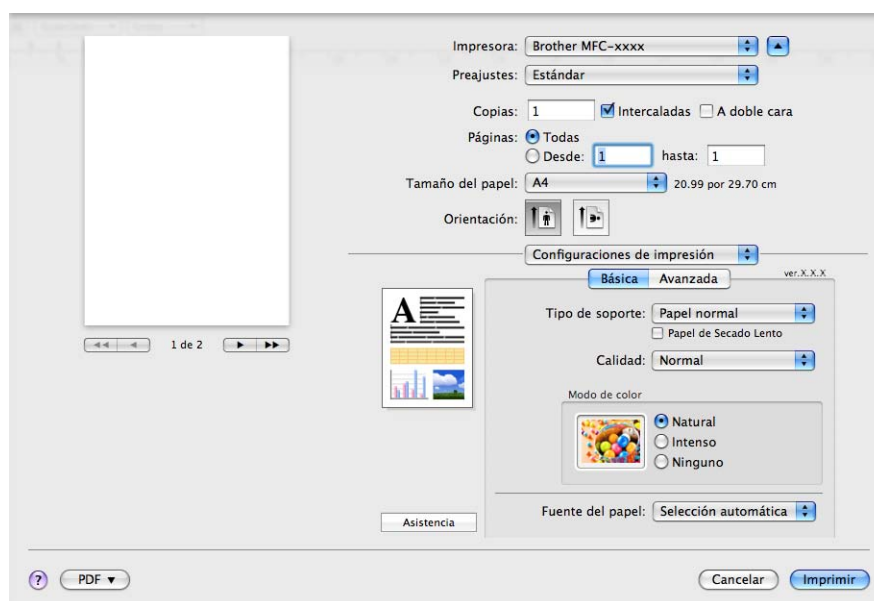 Impresora: Brother MFC-xxxx
Preajustes: Estándar
Copias: 1 Intercaladas A doble cara
Páginas: Todas
Desde: 1 hasta: 1
Tamaño del papel: A4 20.99 por 29.70 cm
Orientación:
Configuraciones de impresión
Básica Avanzada ver.X.X.X
A
Tipo de soporte: Papel normal
Papel de Secado Lento
1 de 2
Calidad: Normal
Modo de color
Natural
Intenso
Ninguno
Fuente del papel: Selección automática
Asistencia
? PDF Cancelar Imprimir